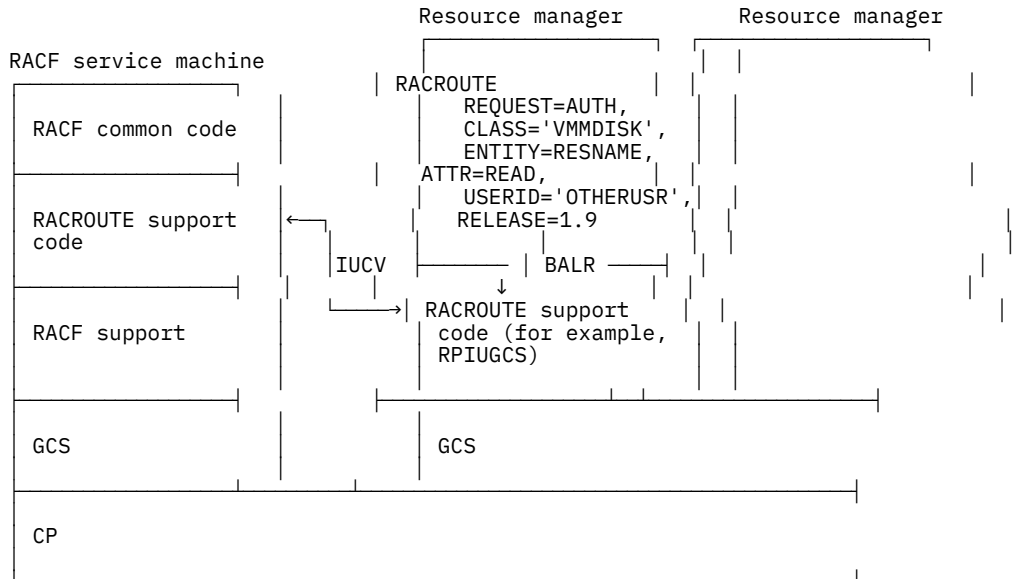 Resource manager Resource manager
RACF service machine
RACROUTE
REQUEST=AUTH,
RACF common code CLASS='VMMDISK',
ENTITY=RESNAME,
ATTR=READ,
USERID='OTHERUSR',
RACROUTE support RELEASE=1.9
code
IUCV BALR
RACROUTE support
RACF support code (for example,
RPIUGCS)
GCS GCS
CP